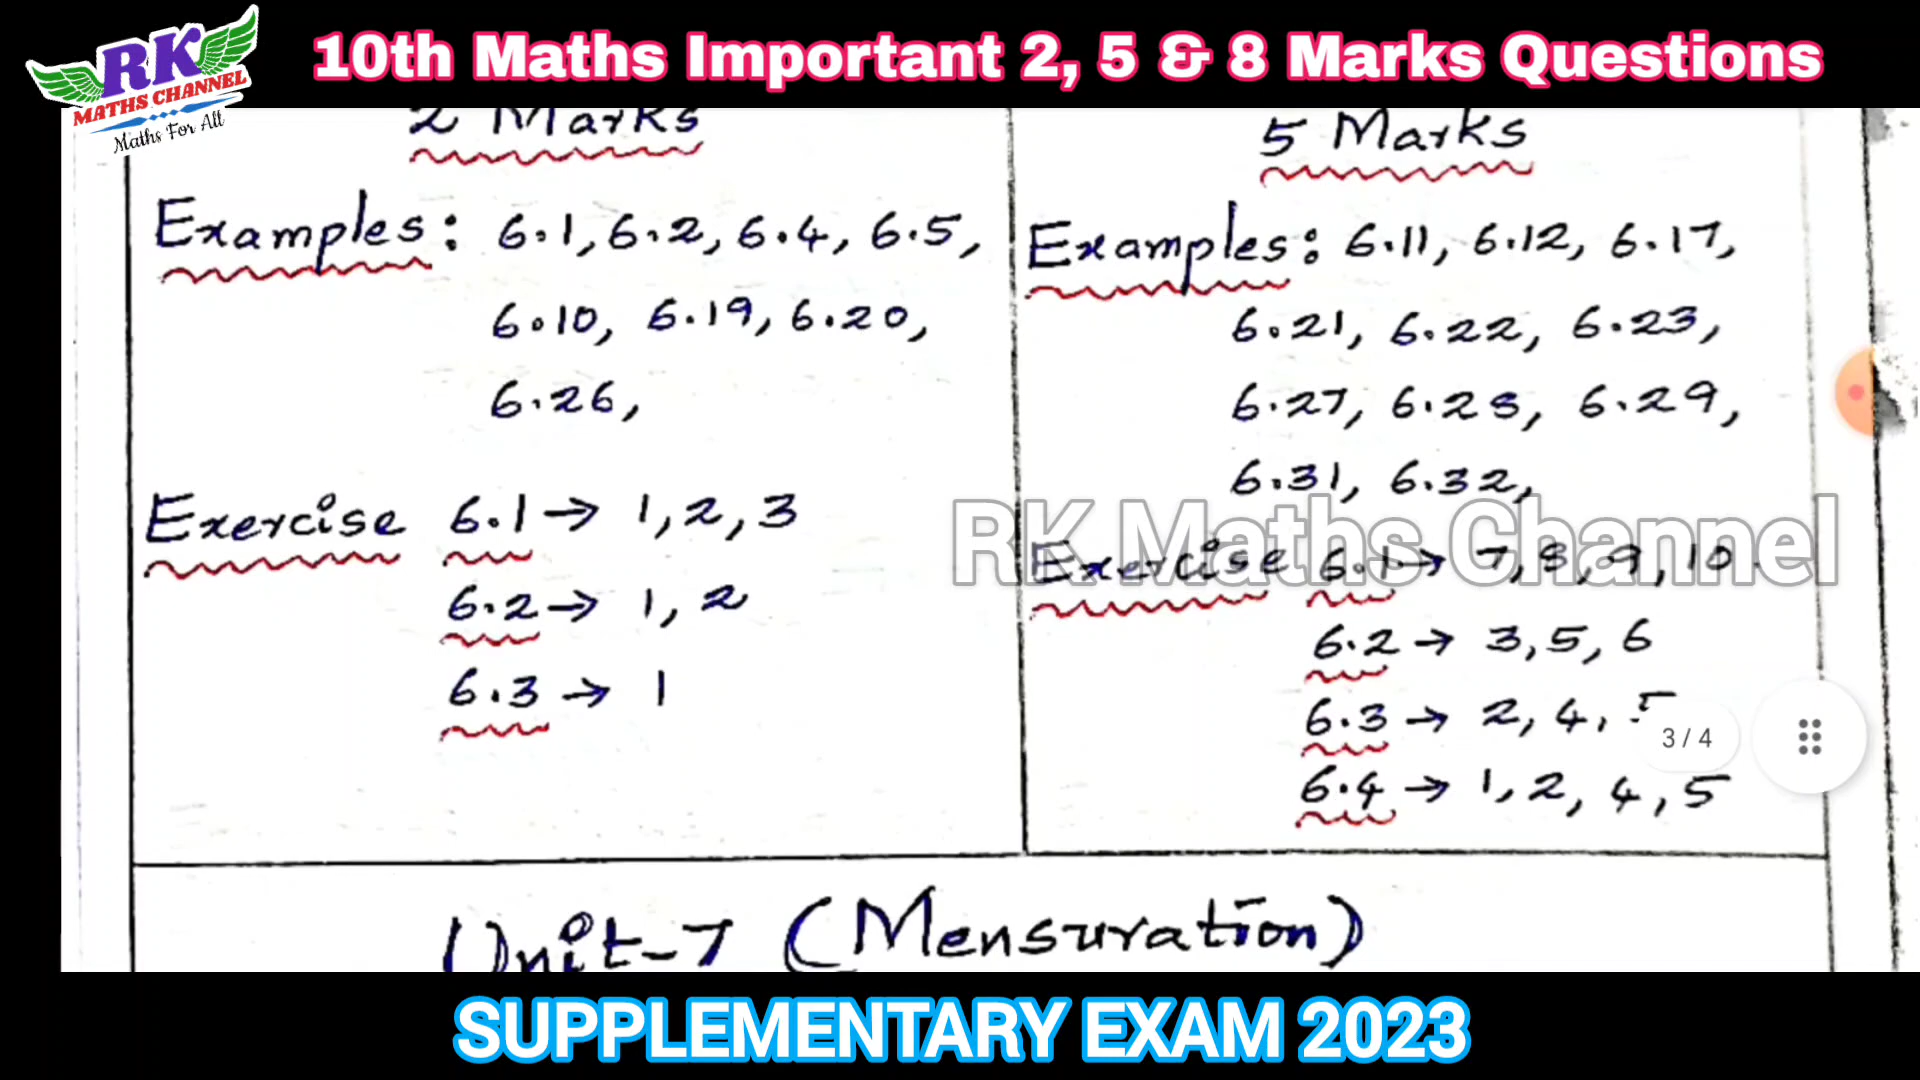 RK
MATHS CHANNEL
Maths For All
10th Maths Important 2, 5 & 8 Marks Questions
2 Marks
Examples: 6.1, 6.2, 6.4, 6.5,
6.10, 6.19, 6.20,
6.26,
Exercise 6.1→ 1, 2, 3
6.2→ 1, 2
6.3→ 1
5 Marks
Examples: 6.11, 6.12, 6.17,
6.21, 6.22, 6.23,
6.27, 6.28, 6.29,
6.31, 6.32,
Exercise 6.1→ 7, 8, 9, 10.
6.2→ 3, 5, 6
6.3→ 2, 4, 5
6.4→ 1, 2, 4, 5
RK Maths Channel
3 / 4
Unit-7 (Mensuration)
SUPPLEMENTARY EXAM 2023